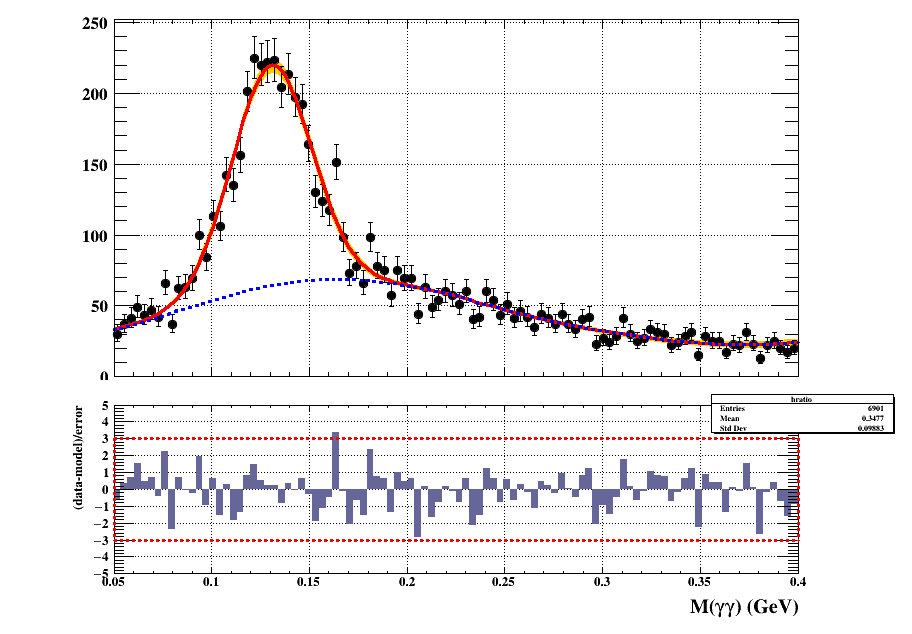 250
200
150
100
50
0
(data-model)/error
5
4
3
2
1
0
−1
−2
−3
−4
−5
hratio
Entries 6901
Mean 0.3477
Std Dev 0.09883
0.05 0.1 0.15 0.2 0.25 0.3 0.35 0.4
M(γγ) (GeV)